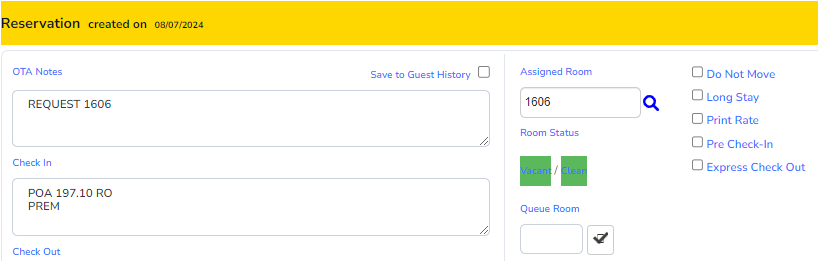 Reservation created on 08/07/2024
OTA Notes
Save to Guest History
REQUEST 1606
Check In
POA 197.10 RO
PREM
Check Out
Assigned Room
1606
Room Status
Vacant / Clean
Queue Room
Do Not Move
Long Stay
Print Rate
Pre Check-In
Express Check Out